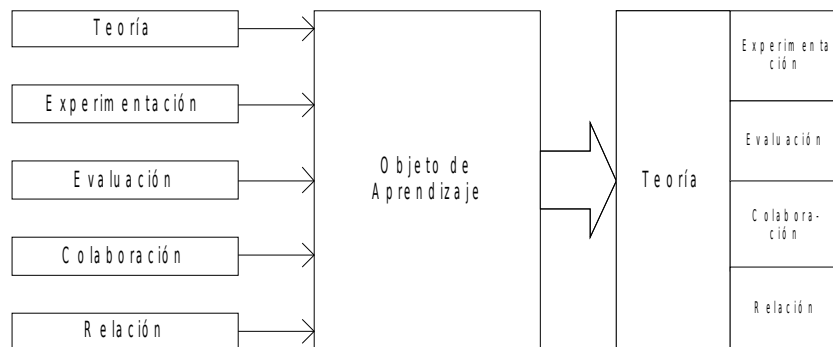 Teoría
Experimentación
Evaluación
Colaboración
Relación
Objeto de
Aprendizaje
Teoría
Experimenta
ción
Evaluación
Colabora-
ción
Relación